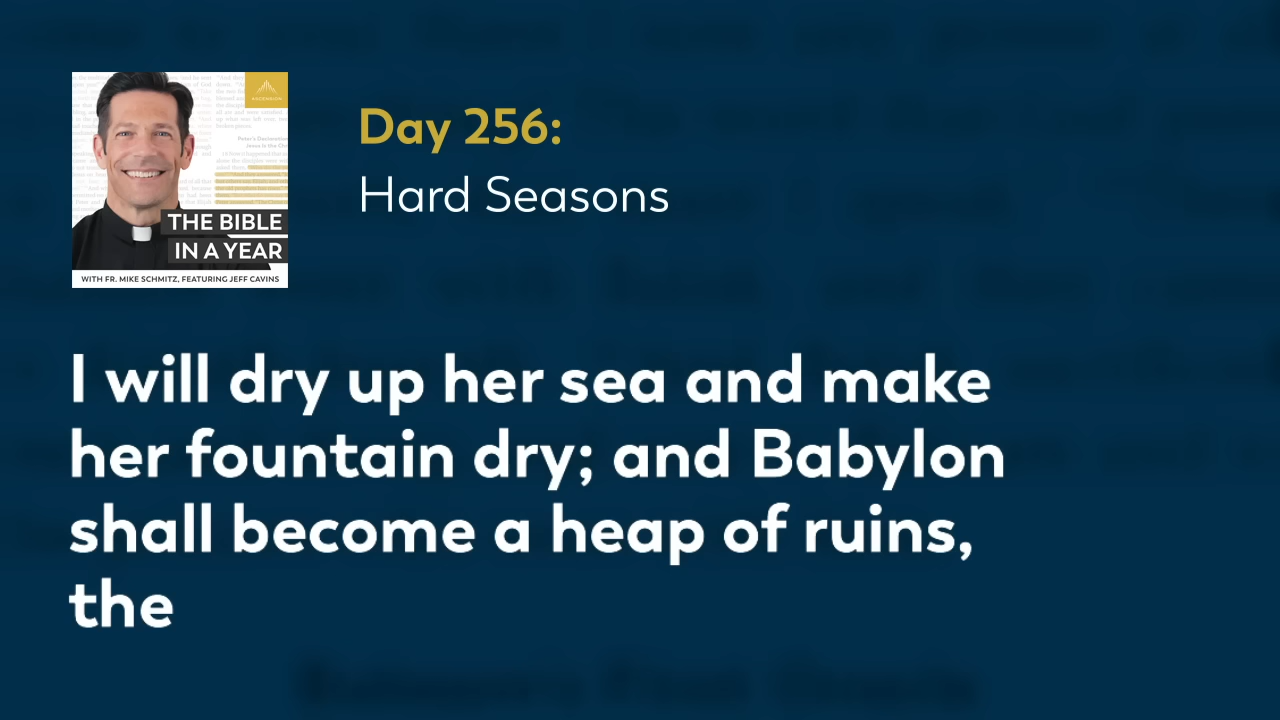 ASCENSION
THE BIBLE
IN A YEAR
WITH FR. MIKE SCHMITZ, FEATURING JEFF CAVINS
Day 256:
Hard Seasons
I will dry up her sea and make
her fountain dry; and Babylon
shall become a heap of ruins,
the